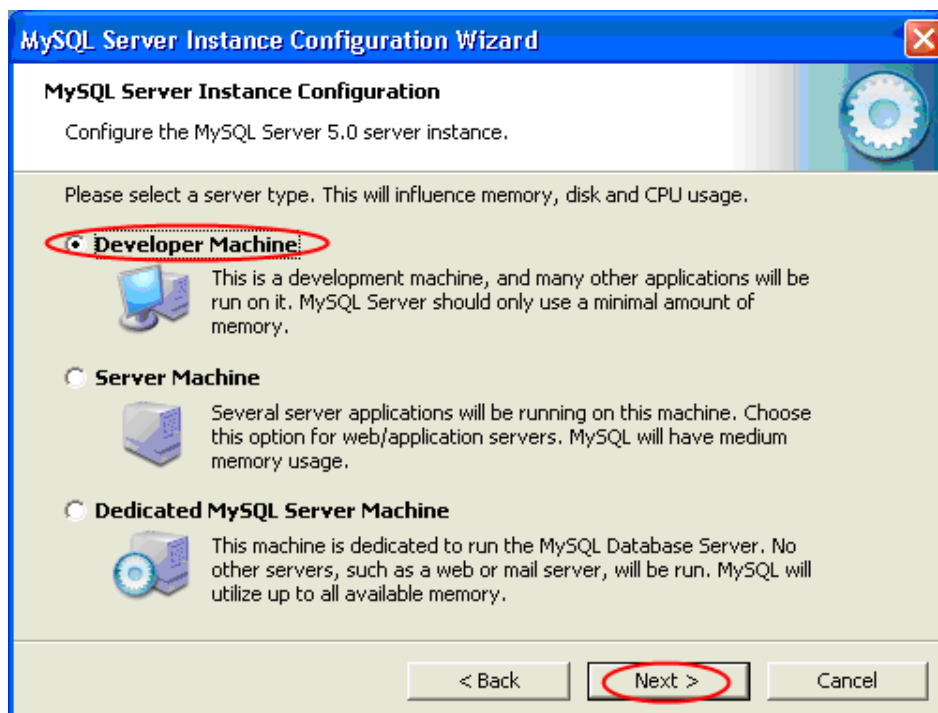 MySQL Server Instance Configuration Wizard
MySQL Server Instance Configuration
Configure the MySQL Server 5.0 server instance.
Please select a server type. This will influence memory, disk and CPU usage.
Developer Machine
This is a development machine, and many other applications will be
run on it. MySQL Server should only use a minimal amount of
memory.
Server Machine
Several server applications will be running on this machine. Choose
this option for web/application servers. MySQL will have medium
memory usage.
Dedicated MySQL Server Machine
This machine is dedicated to run the MySQL Database Server. No
other servers, such as a web or mail server, will be run. MySQL will
utilize up to all available memory.
< Back
Next >
Cancel